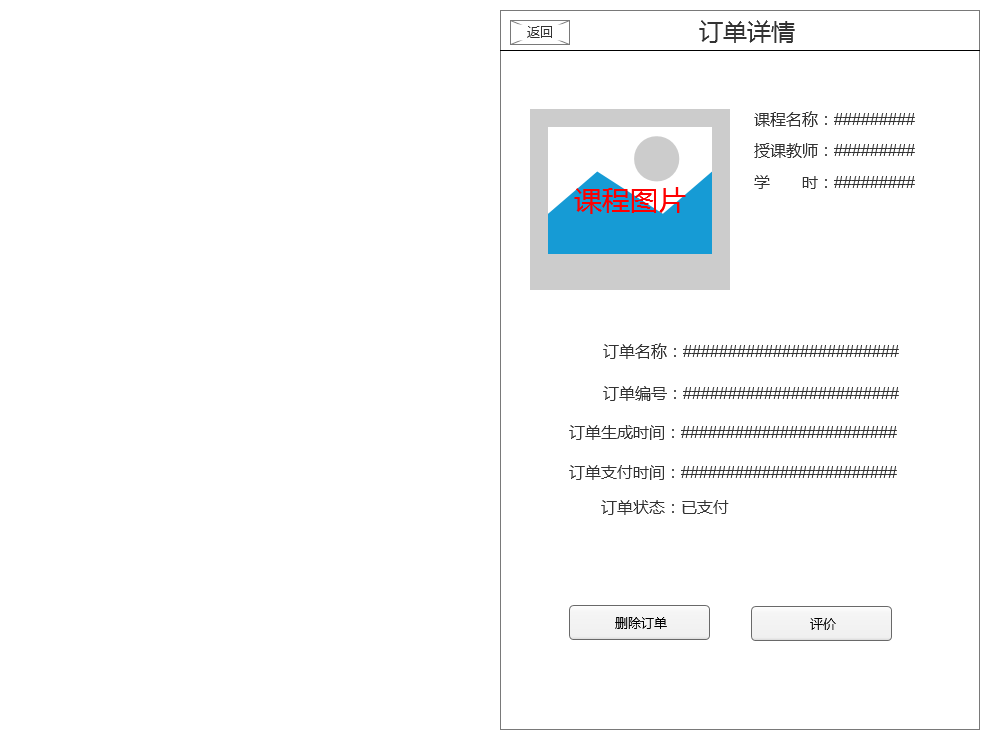 返回
订单详情
课程图片
课程名称：#########
授课教师：#########
学　　时：#########
订单名称：########################
订单编号：########################
订单生成时间：########################
订单支付时间：########################
订单状态：已支付
删除订单
评价